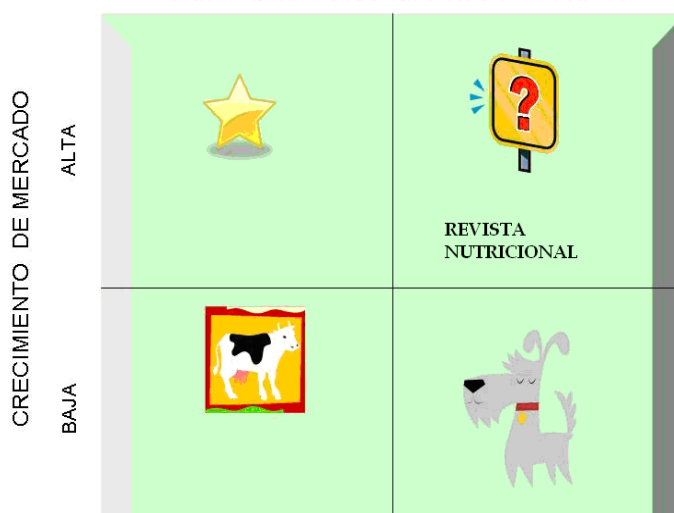 CRECIMIENTO DE MERCADO
ALTA
?
REVISTA
NUTRICIONAL
BAJA